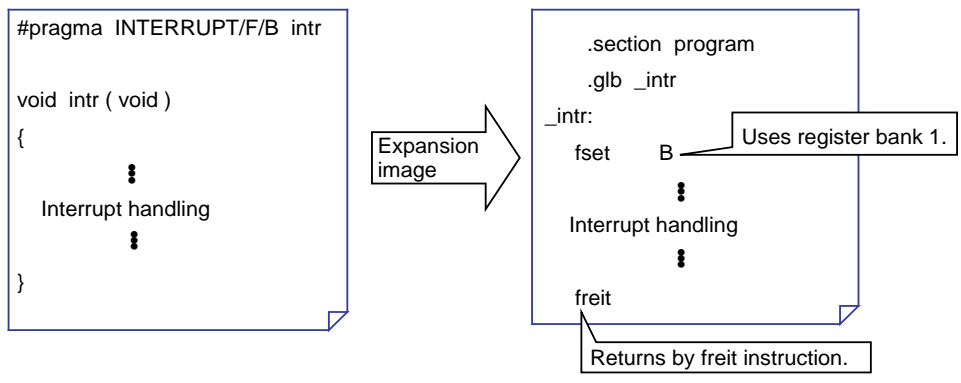 #pragma INTERRUPT/F/B intr
void intr ( void )
{
Interrupt handling
}
Expansion
image
.section program
.glb _intr
_intr:
fset B
Uses register bank 1.
Interrupt handling
freit
Returns by freit instruction.